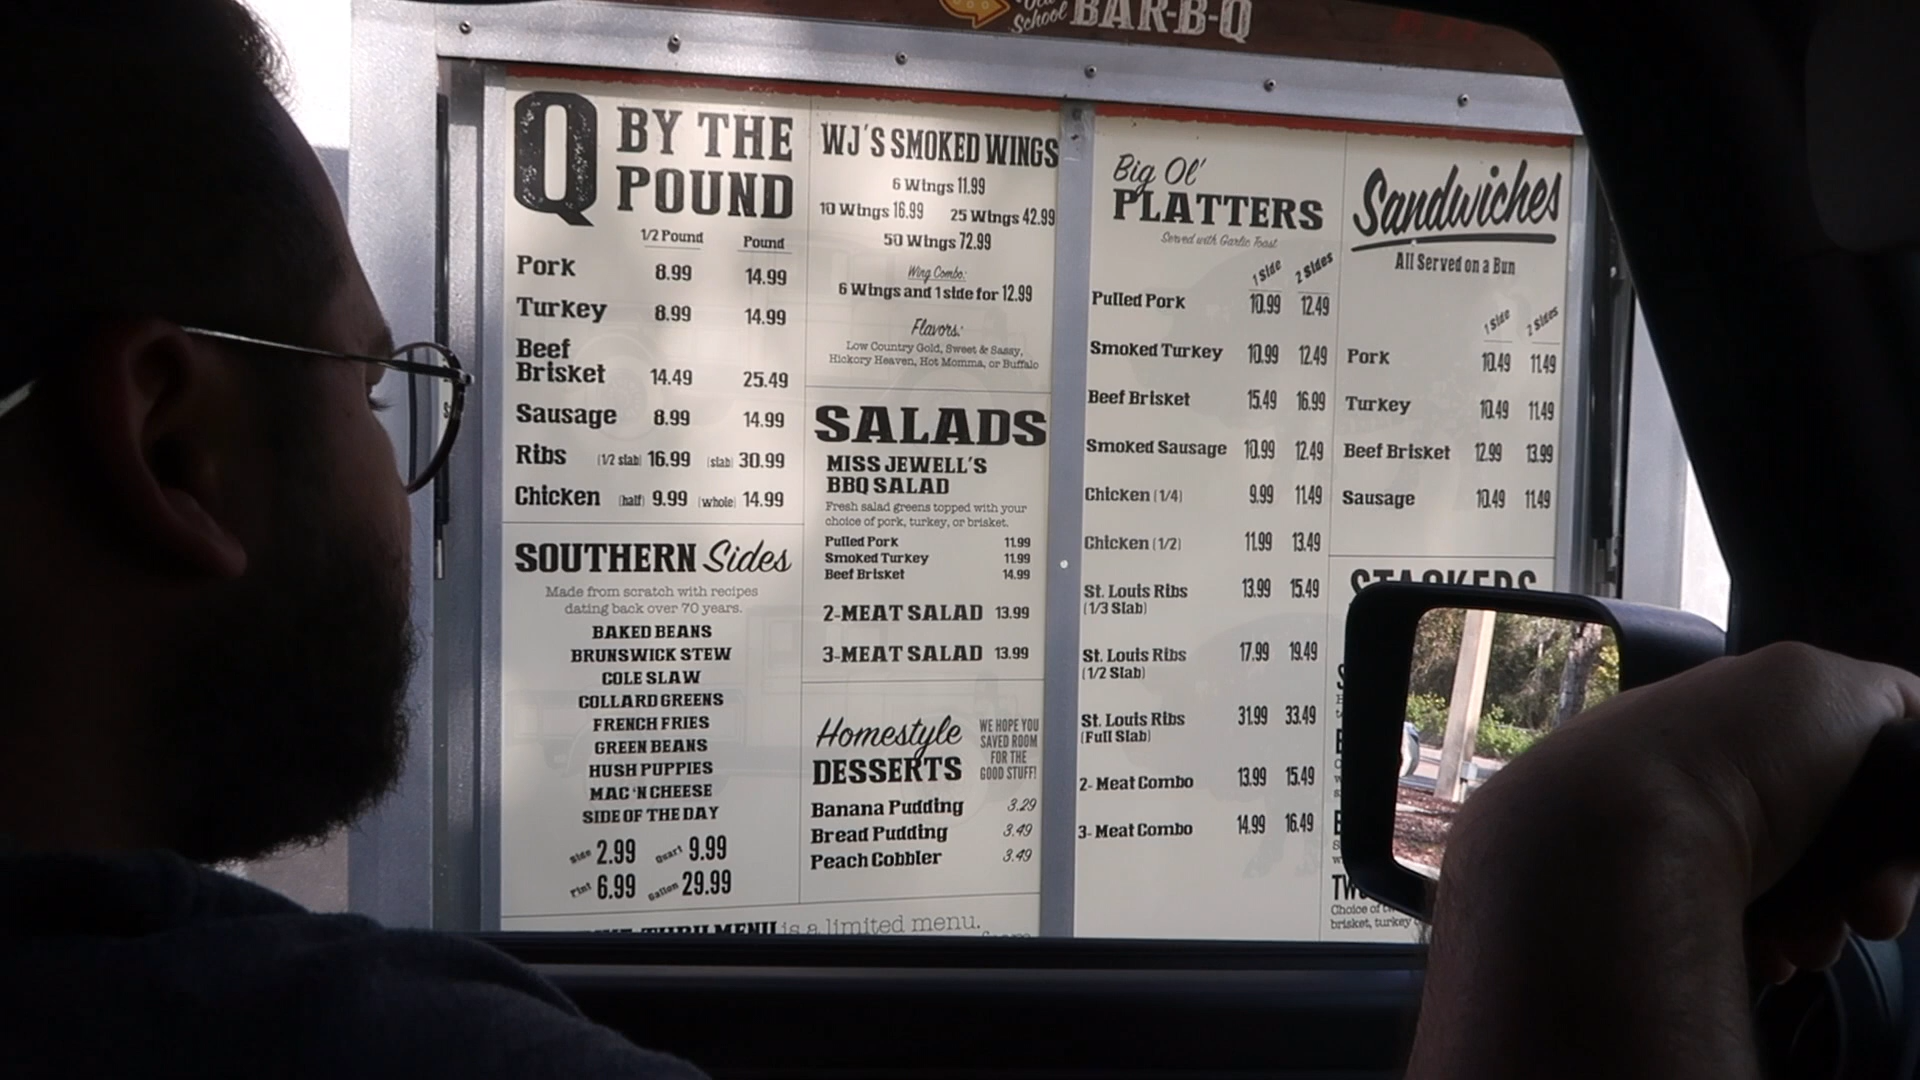 Old
School BAR-B-Q
Q BY THE
POUND
1/2 Pound Pound
Pork 8.99 14.99
Turkey 8.99 14.99
Beef
Brisket 14.49 25.49
Sausage 8.99 14.99
Ribs (1/2 slab) 16.99 (slab) 30.99
Chicken (half) 9.99 (whole) 14.99
SOUTHERN Sides
Made from scratch with recipes
dating back over 70 years.
BAKED BEANS
BRUNSWICK STEW
COLE SLAW
COLLARD GREENS
FRENCH FRIES
GREEN BEANS
HUSH PUPPIES
MAC 'N CHEESE
SIDE OF THE DAY
Side 2.99 Quart 9.99
Pint 6.99 Gallon 29.99
WJ'S SMOKED WINGS
6 Wings 11.99
10 Wings 16.99 25 Wings 42.99
50 Wings 72.99
Wing Combo:
6 Wings and 1 side for 12.99
Flavors:
Low Country Gold, Sweet & Sassy,
Hickory Heaven, Hot Momma, or Buffalo
SALADS
MISS JEWELL'S
BBQ SALAD
Fresh salad greens topped with your
choice of pork, turkey, or brisket.
Pulled Pork 11.99
Smoked Turkey 11.99
Beef Brisket 14.99
2-MEAT SALAD 13.99
3-MEAT SALAD 13.99
Homestyle
DESSERTS
WE HOPE YOU
SAVED ROOM
FOR THE
GOOD STUFF!
Banana Pudding 3.29
Bread Pudding 3.49
Peach Cobbler 3.49
THRU MENU is a limited menu.
Big Ol'
PLATTERS
Served with Garlic Toast
1 Side 2 Sides
Pulled Pork 10.99 12.49
Smoked Turkey 10.99 12.49
Beef Brisket 15.49 16.99
Smoked Sausage 10.99 12.49
Chicken (1/4) 9.99 11.49
Chicken (1/2) 11.99 13.49
St. Louis Ribs 13.99 15.49
(1/3 Slab)
St. Louis Ribs 17.99 19.49
(1/2 Slab)
St. Louis Ribs 31.99 33.49
(Full Slab)
2- Meat Combo 13.99 15.49
3- Meat Combo 14.99 16.49
Sandwiches
All Served on a Bun
1 Side 2 Sides
Pork 10.49 11.49
Turkey 10.49 11.49
Beef Brisket 12.99 13.99
Sausage 10.49 11.49
STACKERS
Choice of
brisket, turkey